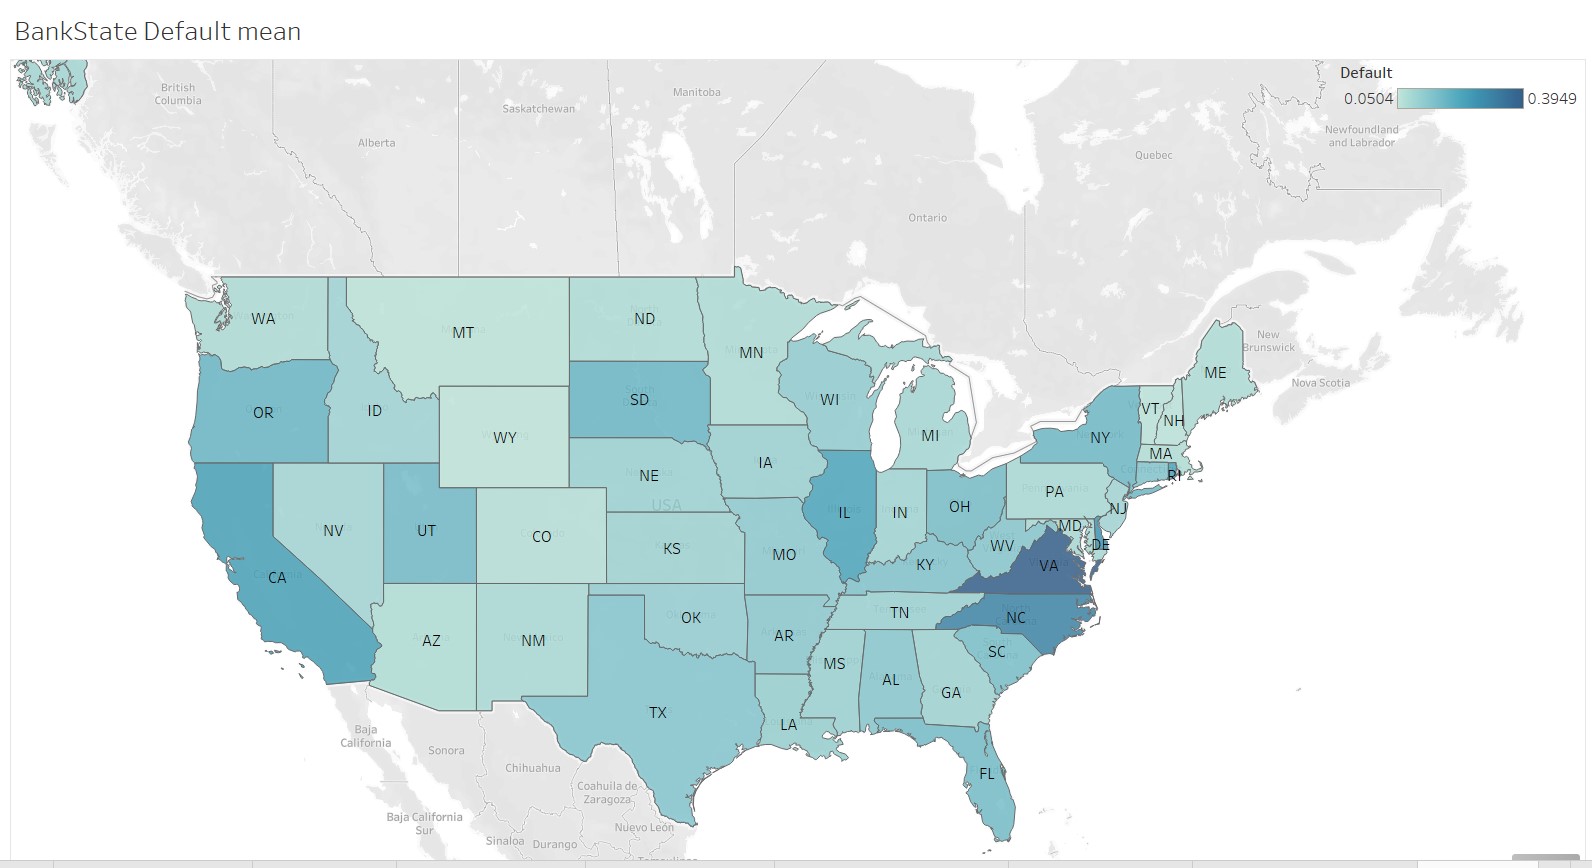 BankState Default mean
Default
0.0504
0.3949
British
Columbia
Alberta
Saskatchewan
Manitoba
Ontario
Quebec
Newfoundland
and Labrador
New
Brunswick
Nova Scotia
WA
MT
ND
MN
ME
OR
ID
SD
WI
MI
NY
VT
NH
MA
RI
WY
NE
IA
USA
PA
NJ
NV
UT
CO
KS
MO
IL
IN
OH
WV
MD
DE
VA
KY
CA
AZ
NM
OK
AR
TN
NC
SC
MS
AL
GA
TX
LA
FL
Baja
California
Sonora
Chihuahua
Coahuila de
Zaragoza
Baja California
Sur
Sinaloa
Durango
Nuevo León
Tamaulipas